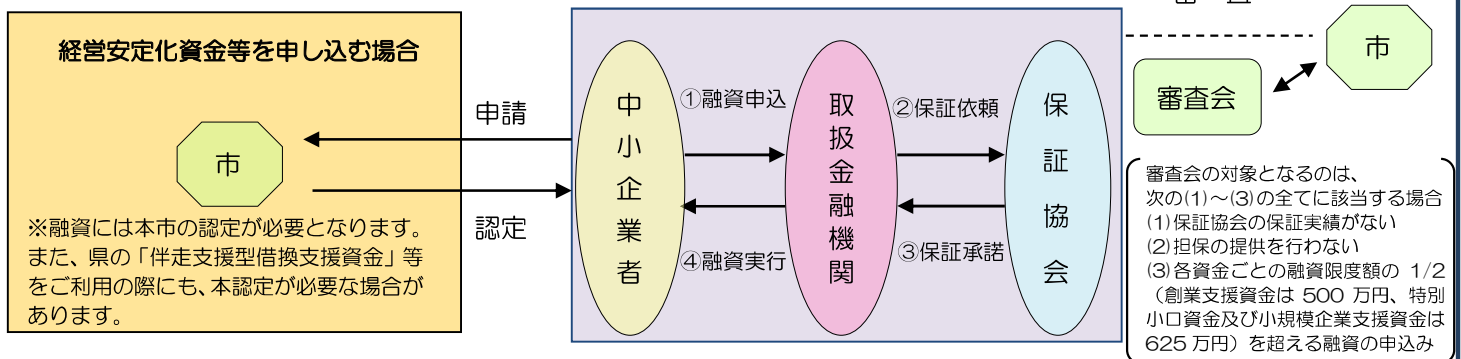 経営安定化資金等を申し込む場合
市
※融資には本市の認定が必要となります。
また、県の「伴走支援型借換支援資金」等
をご利用の際にも、本認定が必要な場合が
あります。
申請
認定
中小企業者
①融資申込
④融資実行
取扱金融機関
②保証依頼
③保証承諾
保証協会
市
審査会
審査会の対象となるのは、
次の(1)～(3)の全てに該当する場合
(1)保証協会の保証実績がない
(2)担保の提供を行わない
(3)各資金ごとの融資限度額の 1/2
（創業支援資金は 500 万円、特別
小口資金及び小規模企業支援資金は
625 万円）を超える融資の申込み